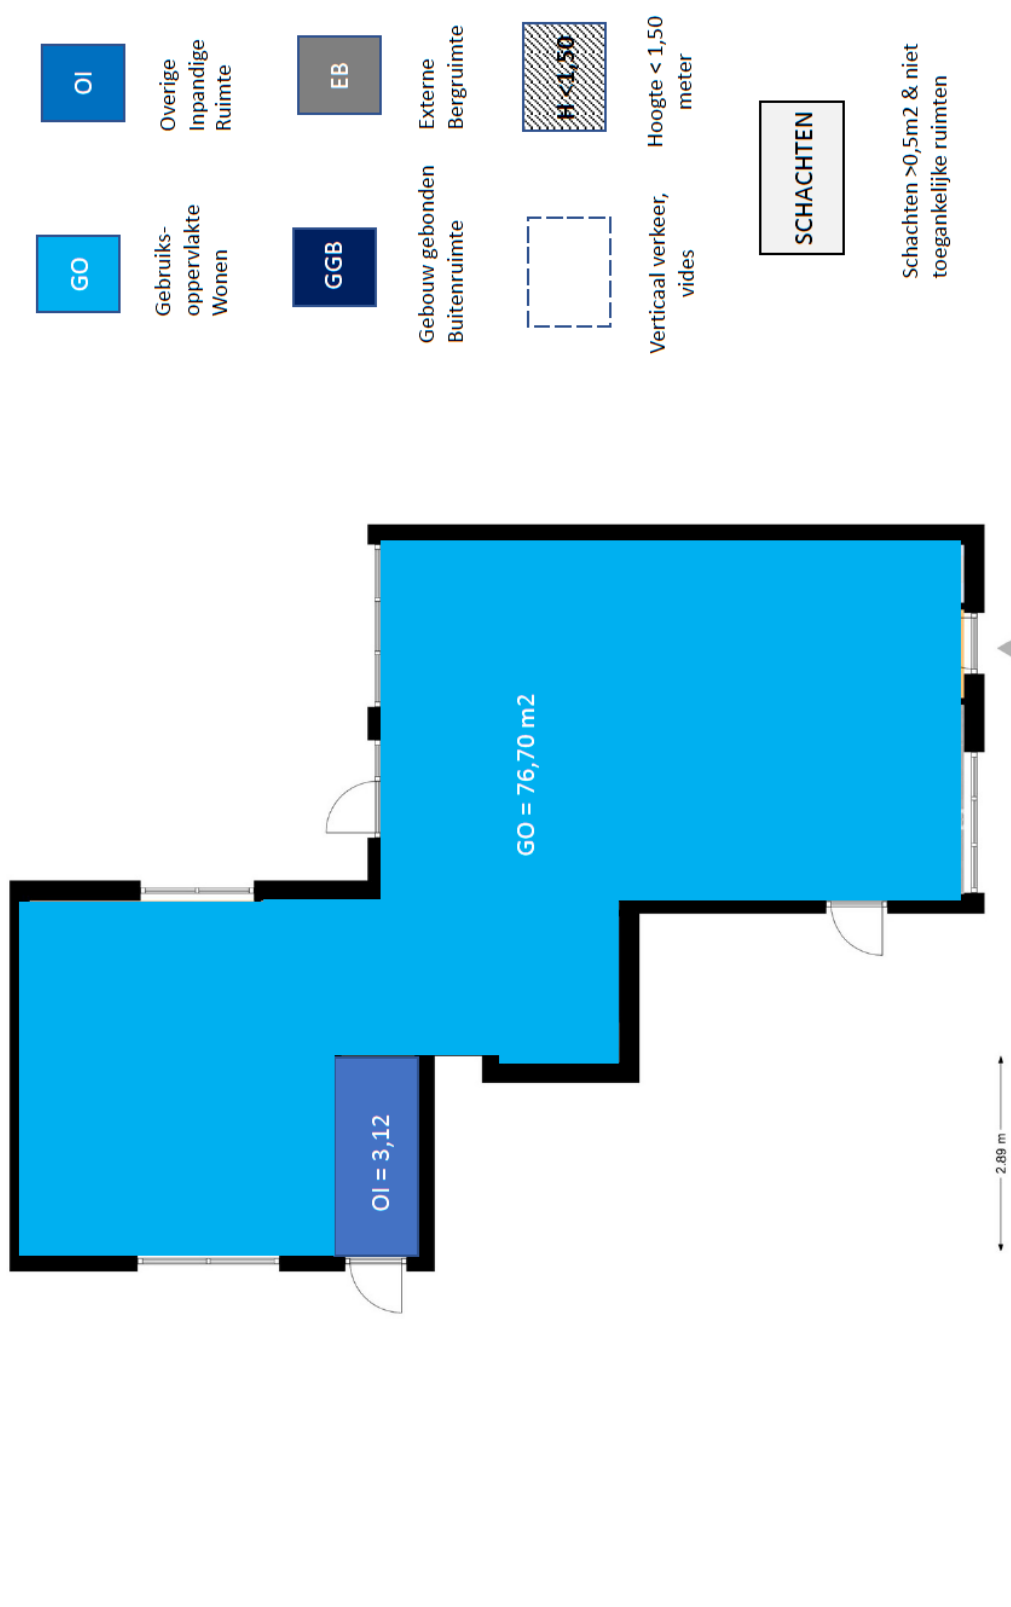 GO
Gebruiks-
oppervlakte
Wonen
OI
Overige
Inpandige
Ruimte
GGB
Gebouw gebonden
Buitenruimte
EB
Externe
Bergruimte
Verticaal verkeer,
vides
H <1,50
Hoogte < 1,50
meter
SCHACHTEN
Schachten >0,5m2 & niet
toegankelijke ruimten
OI = 3,12
GO = 76,70 m2
2.89 m